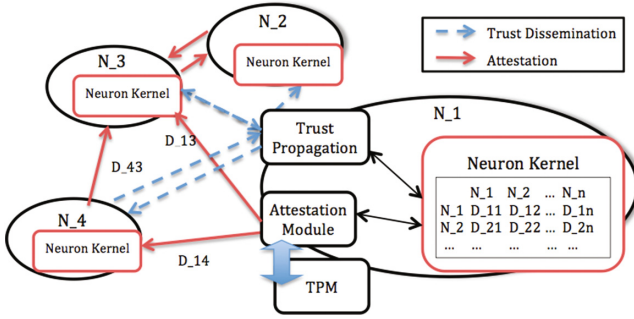 N_2
Neuron Kernel
Trust Dissemination
Attestation
N_3
Neuron Kernel
N_1
Trust
Propagation
D_13
D_43
Neuron Kernel
N_1 N_2 ... N_n
N_1 D_11 D_12 ... D_1n
N_2 D_21 D_22 ... D_2n
... ... ... ... ...
N_4
Neuron Kernel
Attestation
Module
D_14
TPM